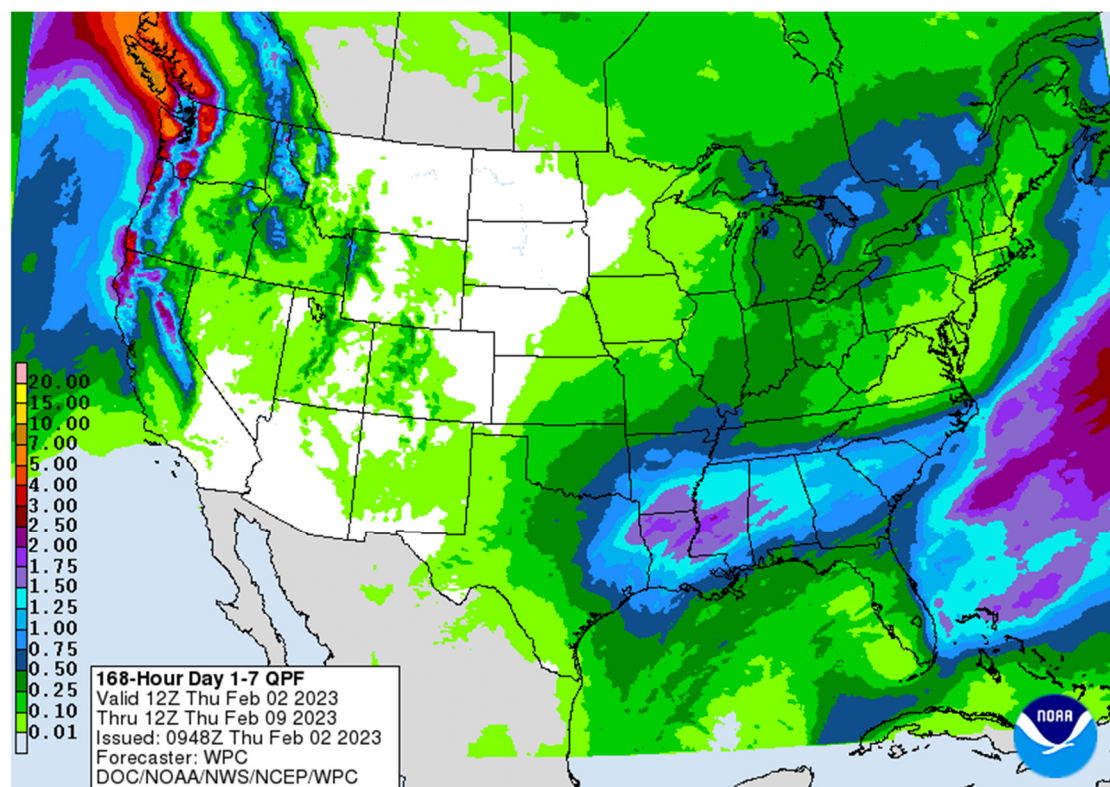 20.00
15.00
10.00
7.00
5.00
4.00
3.00
2.50
2.00
1.75
1.50
1.25
1.00
0.75
0.50
0.25
0.10
0.01
168-Hour Day 1-7 QPF
Valid 12Z Thu Feb 02 2023
Thru 12Z Thu Feb 09 2023
Issued: 0948Z Thu Feb 02 2023
Forecaster: WPC
DOC/NOAA/NWS/NCEP/WPC
NOAA